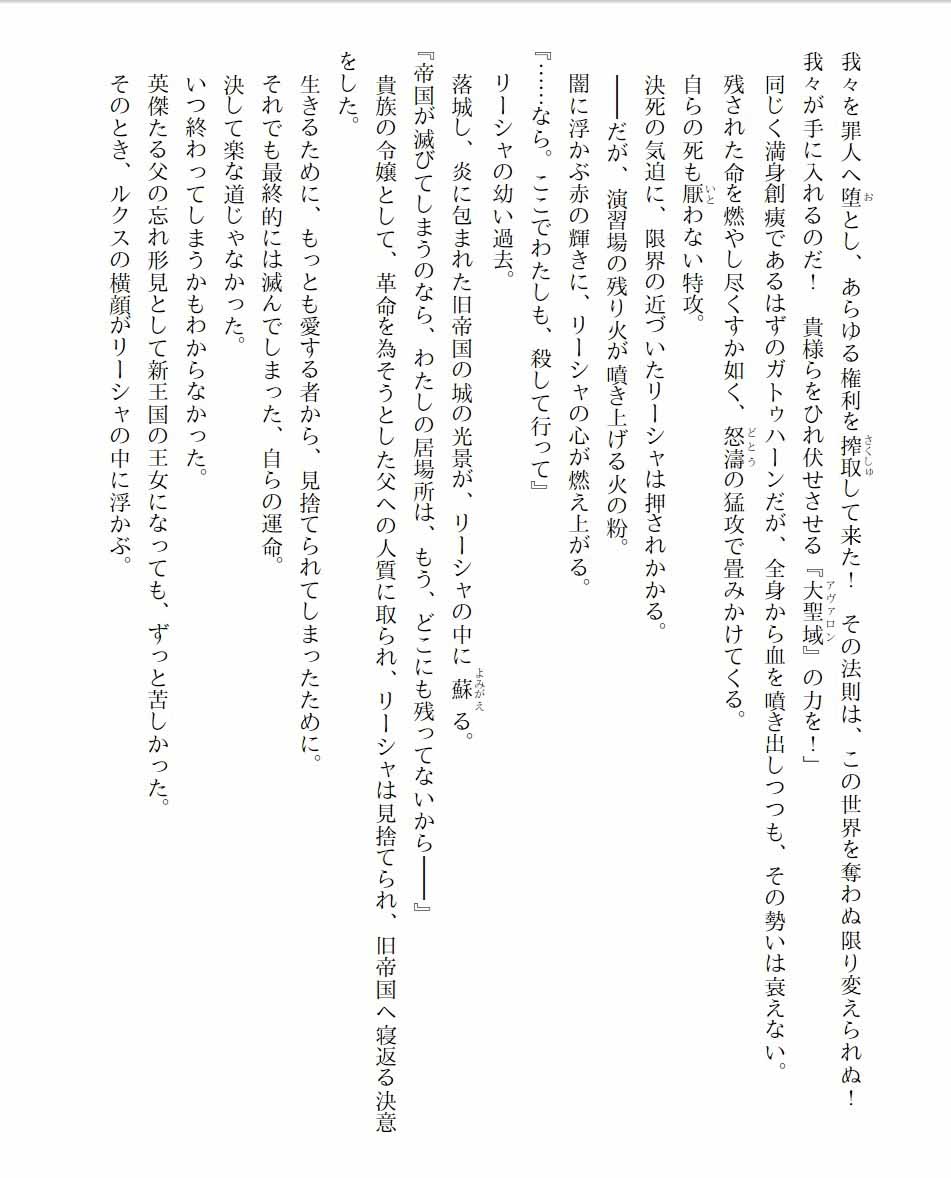 我々を罪人へ堕とし、あらゆる権利を搾取して来た！　その法則は、この世界を奪わぬ限り変えられぬ！
我々が手に入れるのだ！　貴様らをひれ伏せさせる『大聖域』の力を！」
同じく満身創痍であるはずのガトゥハーンだが、全身から血を噴き出しつつも、その勢いは衰えない。
残された命を燃やし尽くすか如く、怒濤の猛攻で畳みかけてくる。
自らの死も厭わない特攻。
決死の気迫に、限界の近づいたリーシャは押されかかる。
――だが、演習場の残り火が噴き上げる火の粉。
闇に浮かぶ赤の輝きに、リーシャの心が燃え上がる。
『……なら。ここでわたしも、殺して行って』
リーシャの幼い過去。
落城し、炎に包まれた旧帝国の城の光景が、リーシャの中に蘇る。
『帝国が滅びてしまうのなら、わたしの居場所は、もう、どこにも残ってないから――』
貴族の令嬢として、革命を為そうとした父への人質に取られ、リーシャは見捨てられ、旧帝国へ寝返る決意
をした。
生きるために、もっとも愛する者から、見捨てられてしまったために。
それでも最終的には滅んでしまった、自らの運命。
決して楽な道じゃなかった。
いつ終わってしまうかもわからなかった。
英傑たる父の忘れ形見として新王国の王女になっても、ずっと苦しかった。
そのとき、ルクスの横顔がリーシャの中に浮かぶ。